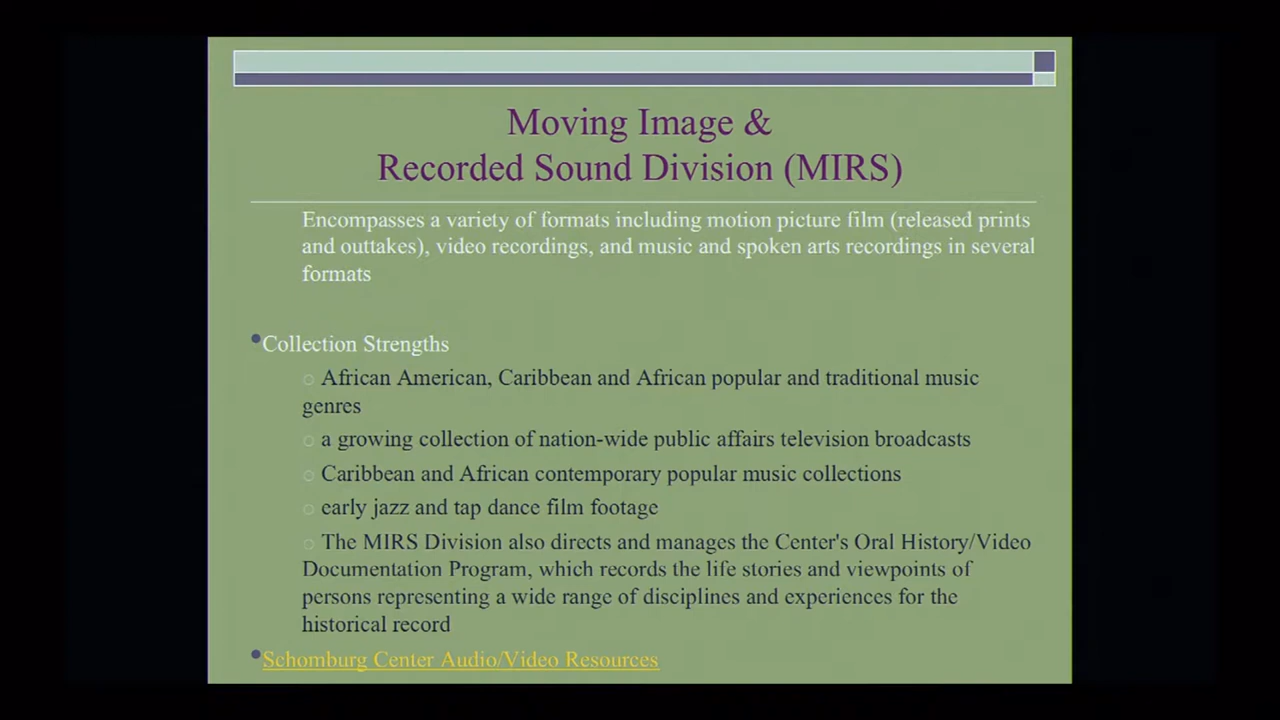 Moving Image &
Recorded Sound Division (MIRS)
Encompasses a variety of formats including motion picture film (released prints
and outtakes), video recordings, and music and spoken arts recordings in several
formats
•Collection Strengths
○ African American, Caribbean and African popular and traditional music
genres
○ a growing collection of nation-wide public affairs television broadcasts
○ Caribbean and African contemporary popular music collections
○ early jazz and tap dance film footage
○ The MIRS Division also directs and manages the Center's Oral History/Video
Documentation Program, which records the life stories and viewpoints of
persons representing a wide range of disciplines and experiences for the
historical record
•Schomburg Center Audio/Video Resources